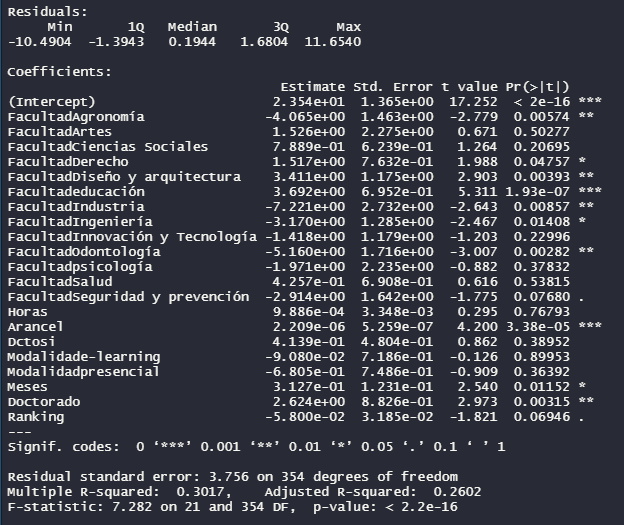 Residuals:
     Min       1Q   Median       3Q      Max
-10.4904  -1.3943   0.1944   1.6804  11.6540

Coefficients:
                                  Estimate Std. Error t value Pr(>|t|)
(Intercept)                      2.354e+01  1.365e+00  17.252  < 2e-16 ***
FacultadAgronomía               -4.065e+00  1.463e+00  -2.779  0.00574 **
FacultadArtes                    1.526e+00  2.275e+00   0.671  0.50277
FacultadCiencias Sociales        7.889e-01  6.239e-01   1.264  0.20695
FacultadDerecho                  1.517e+00  7.632e-01   1.988  0.04757 *
FacultadDiseño y arquitectura    3.411e+00  1.175e+00   2.903  0.00393 **
Facultadeducación                3.692e+00  6.952e-01   5.311 1.93e-07 ***
FacultadIndustria               -7.221e+00  2.732e+00  -2.643  0.00857 **
FacultadIngeniería              -3.170e+00  1.285e+00  -2.467  0.01408 *
FacultadInnovación y Tecnología -1.418e+00  1.179e+00  -1.203  0.22996
FacultadOdontología             -5.160e+00  1.716e+00  -3.007  0.00282 **
Facultadpsicología              -1.971e+00  2.235e+00  -0.882  0.37832
FacultadSalud                    4.257e-01  6.908e-01   0.616  0.53815
FacultadSeguridad y prevención  -2.914e+00  1.642e+00  -1.775  0.07680 .
Horas                            9.886e-04  3.348e-03   0.295  0.76793
Arancel                          2.209e-06  5.259e-07   4.200 3.38e-05 ***
Dctosi                           4.139e-01  4.804e-01   0.862  0.38952
Modalidade-learning             -9.080e-02  7.186e-01  -0.126  0.89953
Modalidadpresencial             -6.805e-01  7.486e-01  -0.909  0.36392
Meses                            3.127e-01  1.231e-01   2.540  0.01152 *
Doctorado                        2.624e+00  8.826e-01   2.973  0.00315 **
Ranking                         -5.800e-02  3.185e-02  -1.821  0.06946 .
---
Signif. codes:  0 ‘***’ 0.001 ‘**’ 0.01 ‘*’ 0.05 ‘.’ 0.1 ‘ ’ 1

Residual standard error: 3.756 on 354 degrees of freedom
Multiple R-squared:  0.3017,	Adjusted R-squared:  0.2602
F-statistic: 7.282 on 21 and 354 DF,  p-value: < 2.2e-16